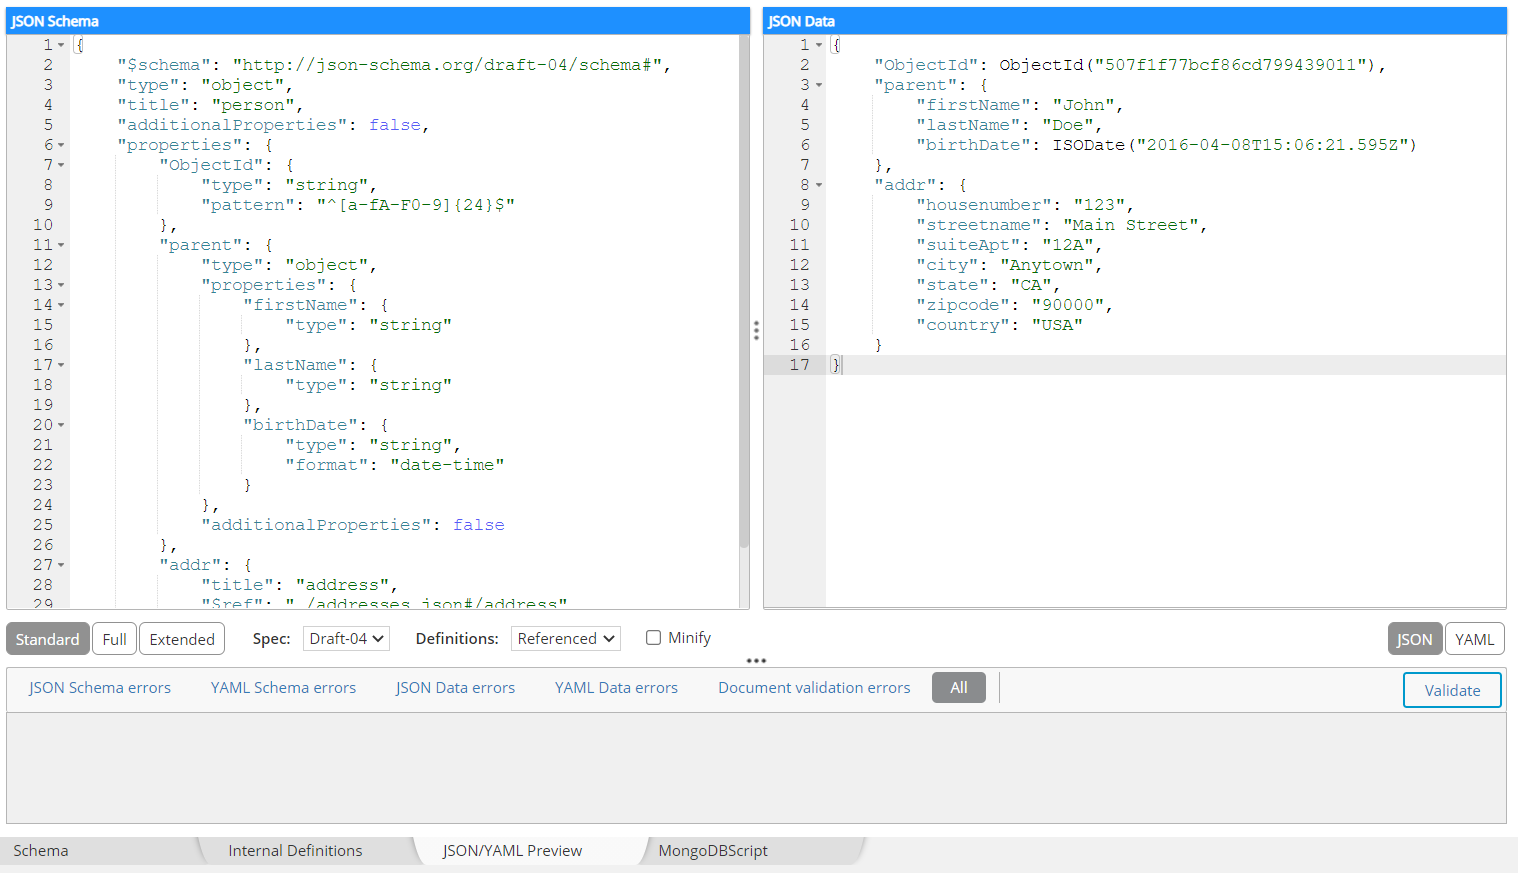 JSON Schema
1 {
2 "$schema": "http://json-schema.org/draft-04/schema#",
3 "type": "object",
4 "title": "person",
5 "additionalProperties": false,
6 "properties": {
7 "ObjectId": {
8 "type": "string",
9 "pattern": "^[a-fA-F0-9]{24}$"
10 },
11 "parent": {
12 "type": "object",
13 "properties": {
14 "firstName": {
15 "type": "string"
16 },
17 "lastName": {
18 "type": "string"
19 },
20 "birthDate": {
21 "type": "string",
22 "format": "date-time"
23 }
24 },
25 "additionalProperties": false
26 },
27 "addr": {
28 "title": "address",
29 "$ref": "./addresses.json#/address"
JSON Data
1 {
2 "ObjectId": ObjectId("507f1f77bcf86cd799439011"),
3 "parent": {
4 "firstName": "John",
5 "lastName": "Doe",
6 "birthDate": ISODate("2016-04-08T15:06:21.595Z")
7 },
8 "addr": {
9 "housenumber": "123",
10 "streetname": "Main Street",
11 "suiteApt": "12A",
12 "city": "Anytown",
13 "state": "CA",
14 "zipcode": "90000",
15 "country": "USA"
16 }
17 }
Standard Full Extended Spec: Draft-04 Definitions: Referenced Minify JSON YAML
JSON Schema errors YAML Schema errors JSON Data errors YAML Data errors Document validation errors All Validate
Schema Internal Definitions JSON/YAML Preview MongoDBScript